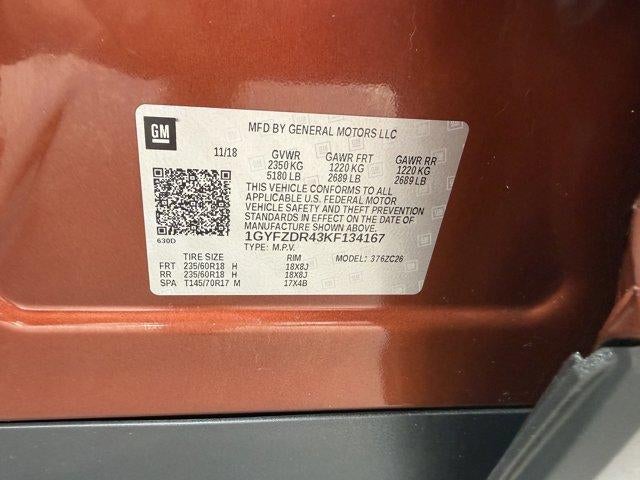 GM
MFD BY GENERAL MOTORS LLC
11/18 GVWR GAWR FRT GAWR RR
2350 KG 1220 KG 1220 KG
5180 LB 2689 LB 2689 LB
THIS VEHICLE CONFORMS TO ALL
APPLICABLE U.S. FEDERAL MOTOR
VEHICLE SAFETY AND THEFT PREVENTION
STANDARDS IN EFFECT ON THE DATE OF
MANUFACTURE SHOWN ABOVE.
630D
1GYFZDR43KF134167
TYPE: M.P.V. MODEL: 376ZC26
TIRE SIZE RIM
FRT 235/60R18 H 18X8J
RR 235/60R18 H 18X8J
SPA T145/70R17 M 17X4B